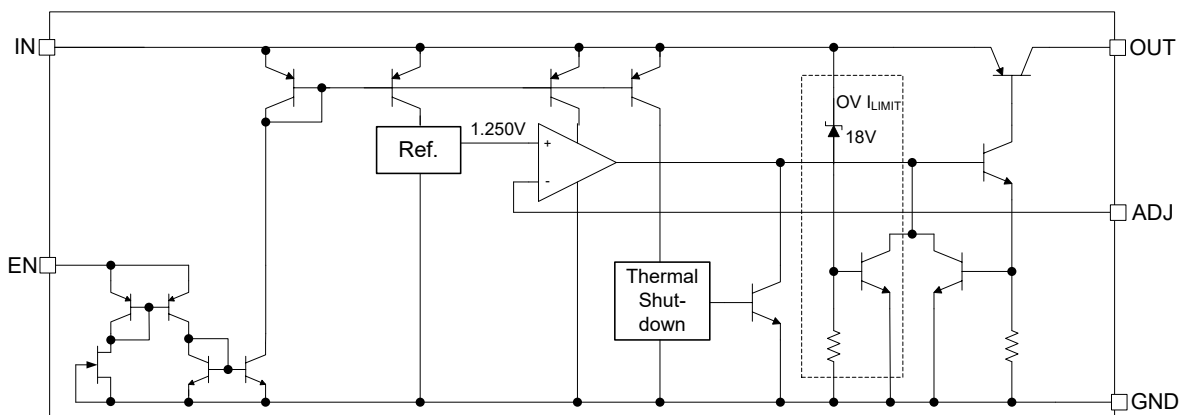 IN
OUT
OV ILIMIT
18V
1.250V
Ref.
+
-
ADJ
EN
Thermal
Shut-
down
GND